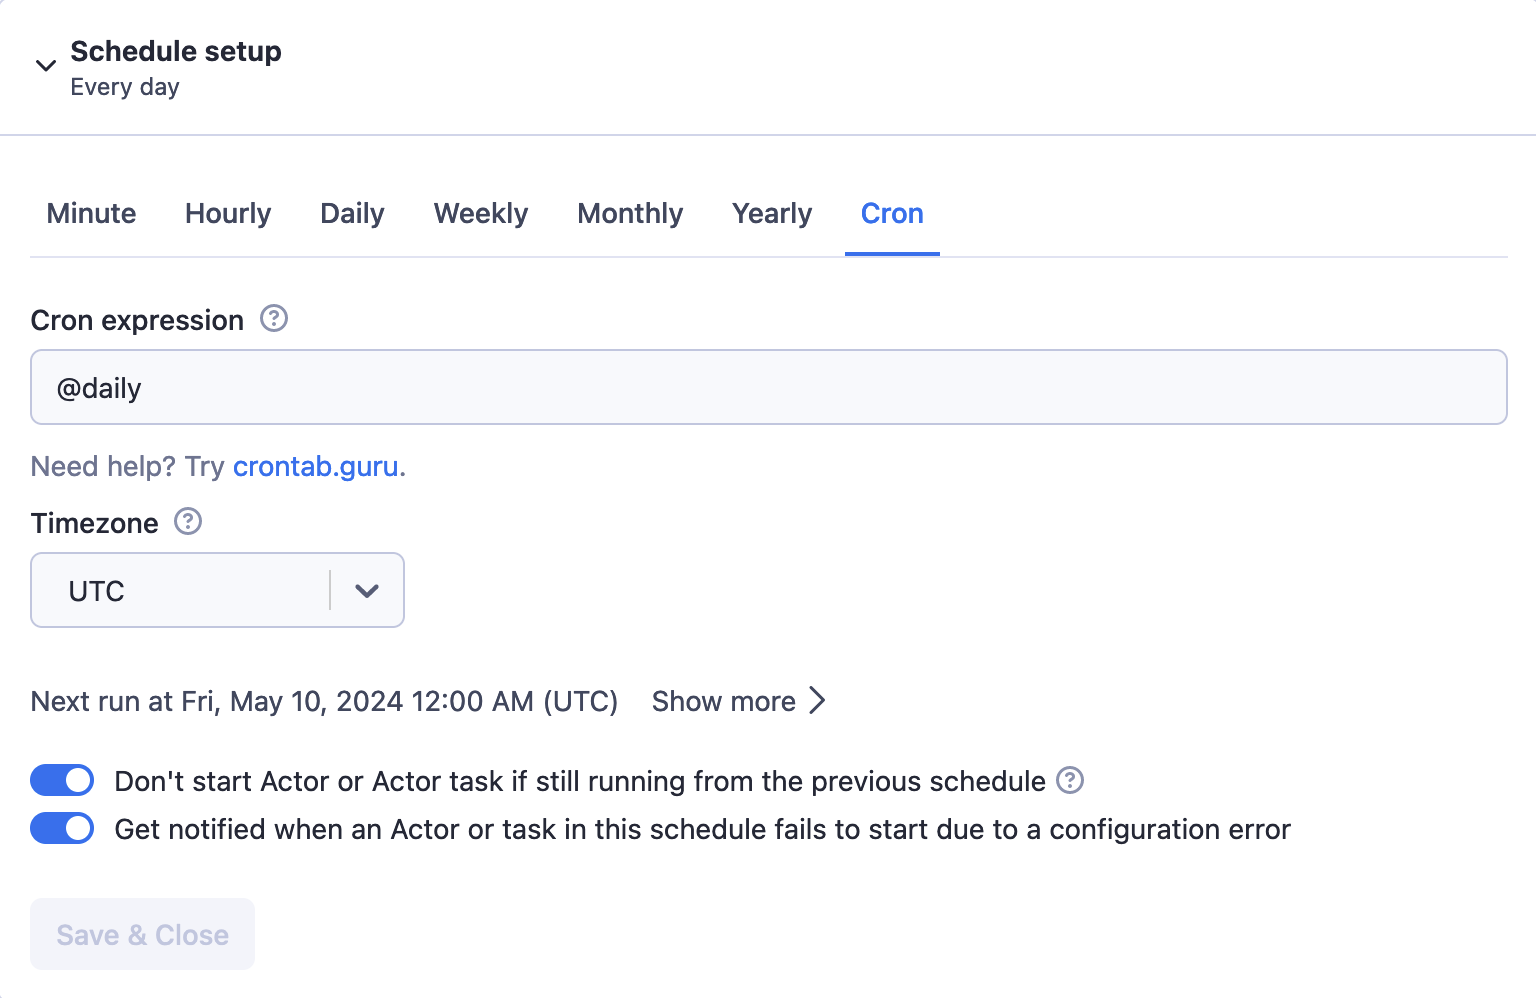 Schedule setup
Every day
Minute Hourly Daily Weekly Monthly Yearly Cron
Cron expression ?
@daily
Need help? Try crontab.guru.
Timezone ?
UTC
Next run at Fri, May 10, 2024 12:00 AM (UTC) Show more
Don't start Actor or Actor task if still running from the previous schedule ?
Get notified when an Actor or task in this schedule fails to start due to a configuration error
Save & Close